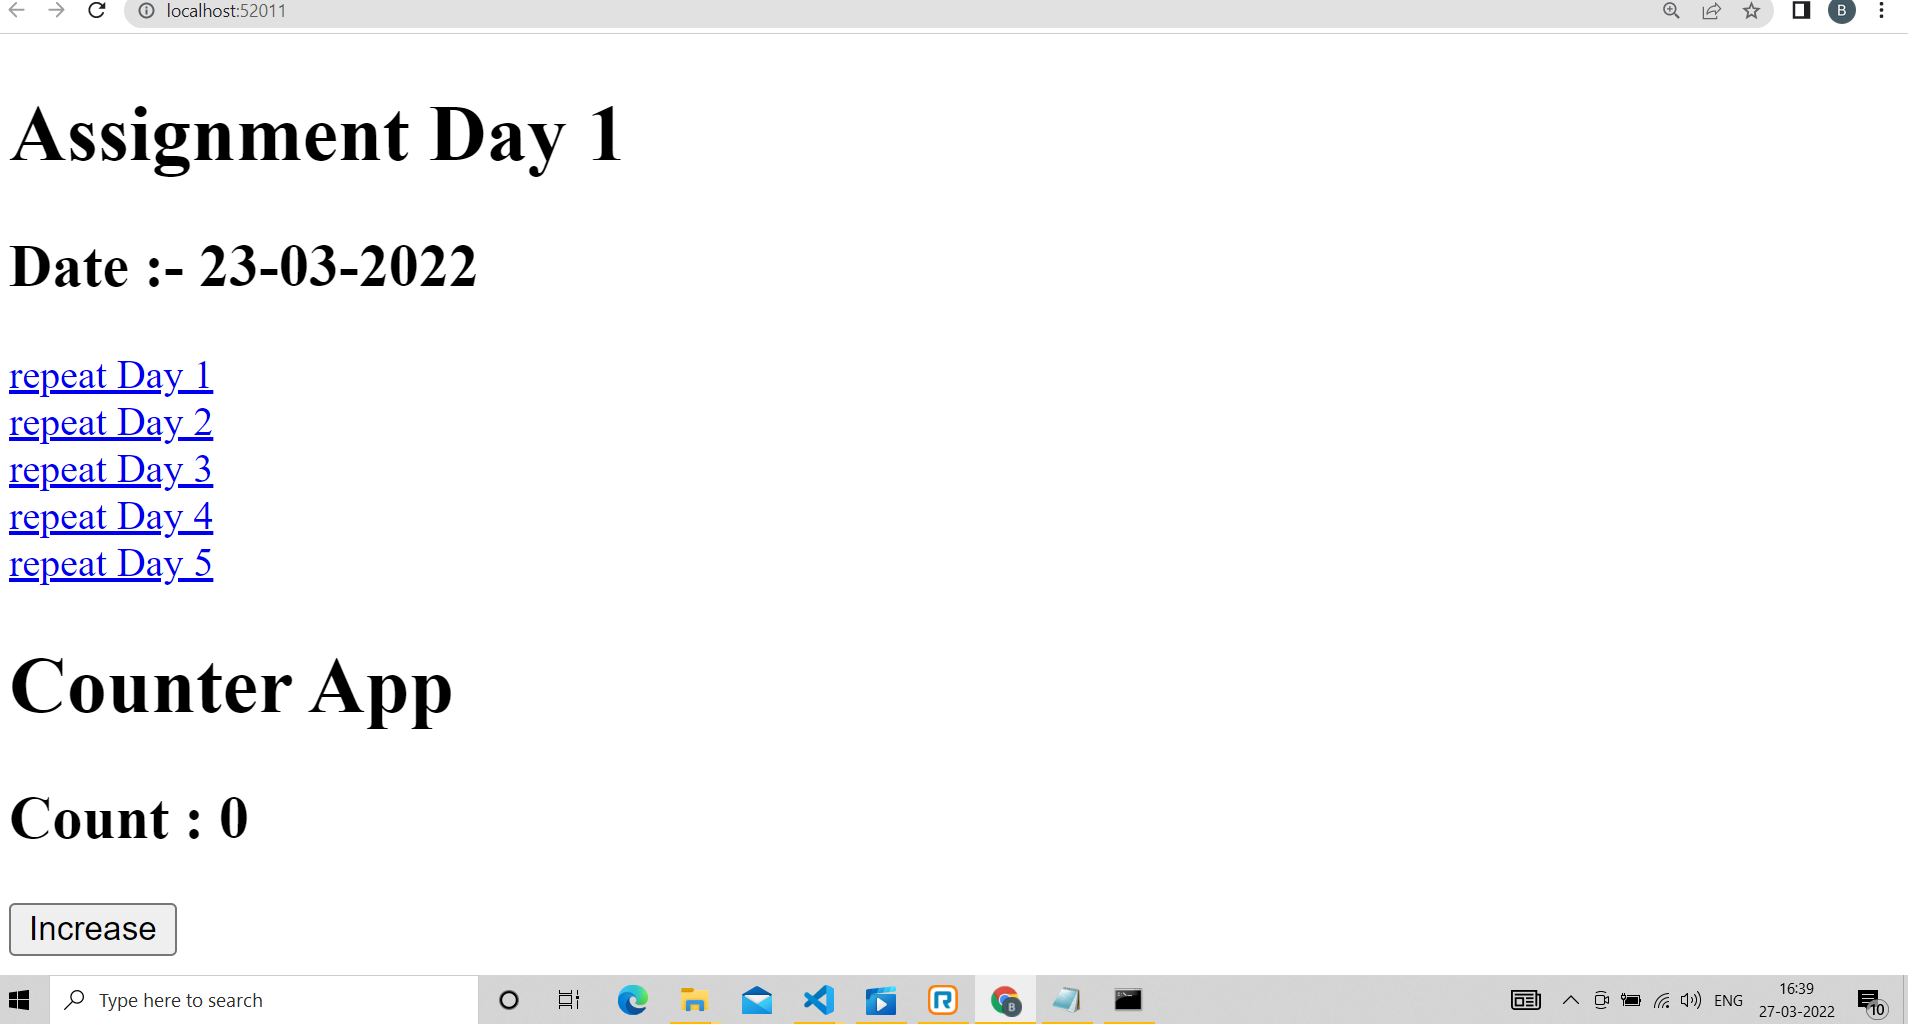 localhost:52011
B
Assignment Day 1
Date :- 23-03-2022
repeat Day 1
repeat Day 2
repeat Day 3
repeat Day 4
repeat Day 5
Counter App
Count : 0
Increase
Type here to search
R
B
ENG
16:39
27-03-2022
10